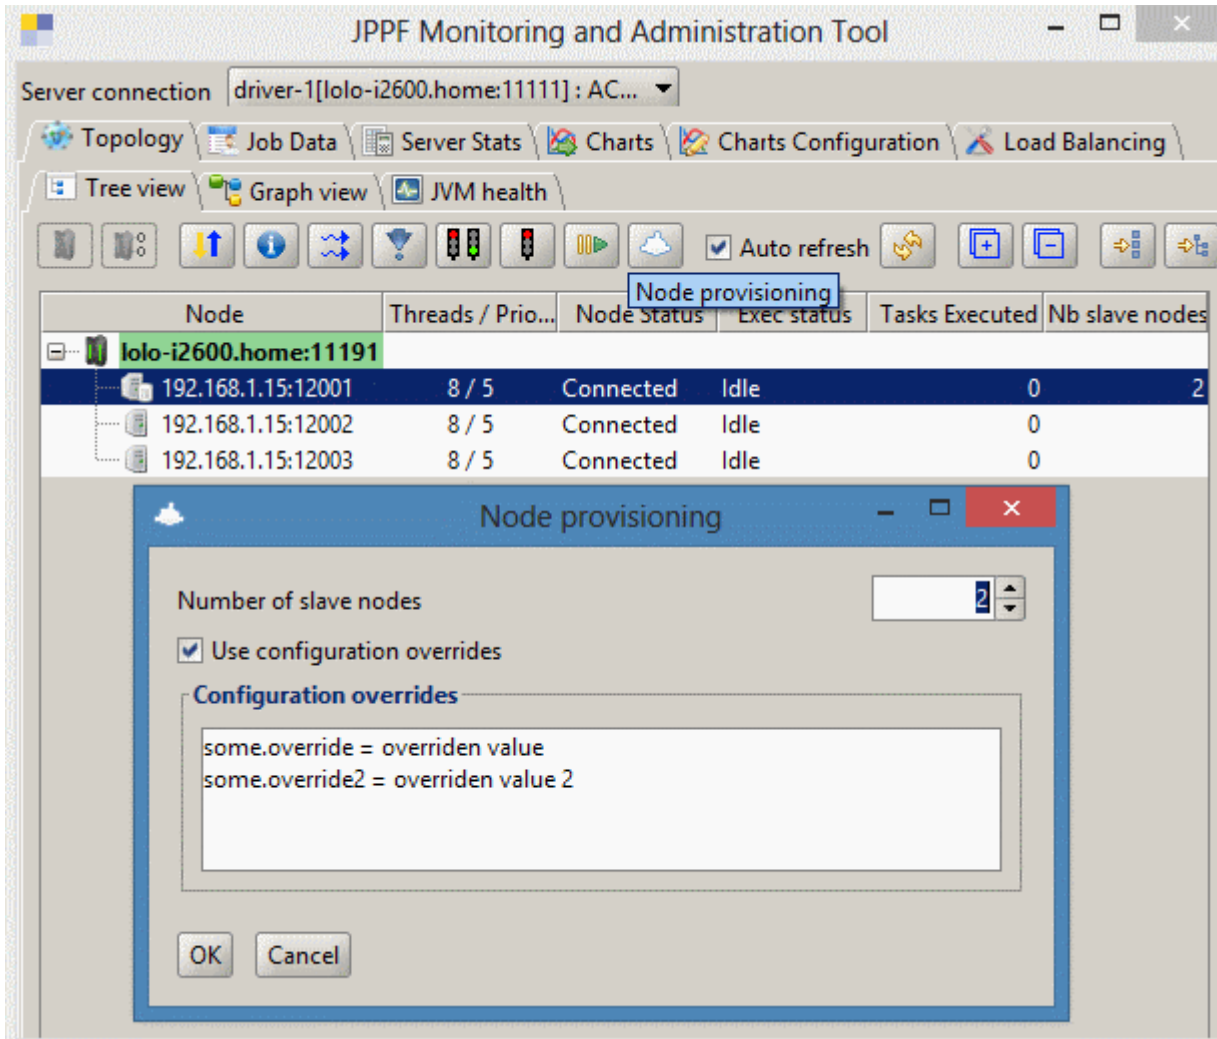 JPPF Monitoring and Administration Tool
Server connection driver-1[lolo-i2600.home:11111] : AC...
Topology Job Data Server Stats Charts Charts Configuration Load Balancing
Tree view Graph view JVM health
Auto refresh
Node provisioning
Node Threads / Prio... Node Status Exec status Tasks Executed Nb slave nodes
lolo-i2600.home:11191
192.168.1.15:12001 8 / 5 Connected Idle 0 2
192.168.1.15:12002 8 / 5 Connected Idle 0
192.168.1.15:12003 8 / 5 Connected Idle 0
Node provisioning
Number of slave nodes 2
Use configuration overrides
Configuration overrides
some.override = overriden value
some.override2 = overriden value 2
OK Cancel